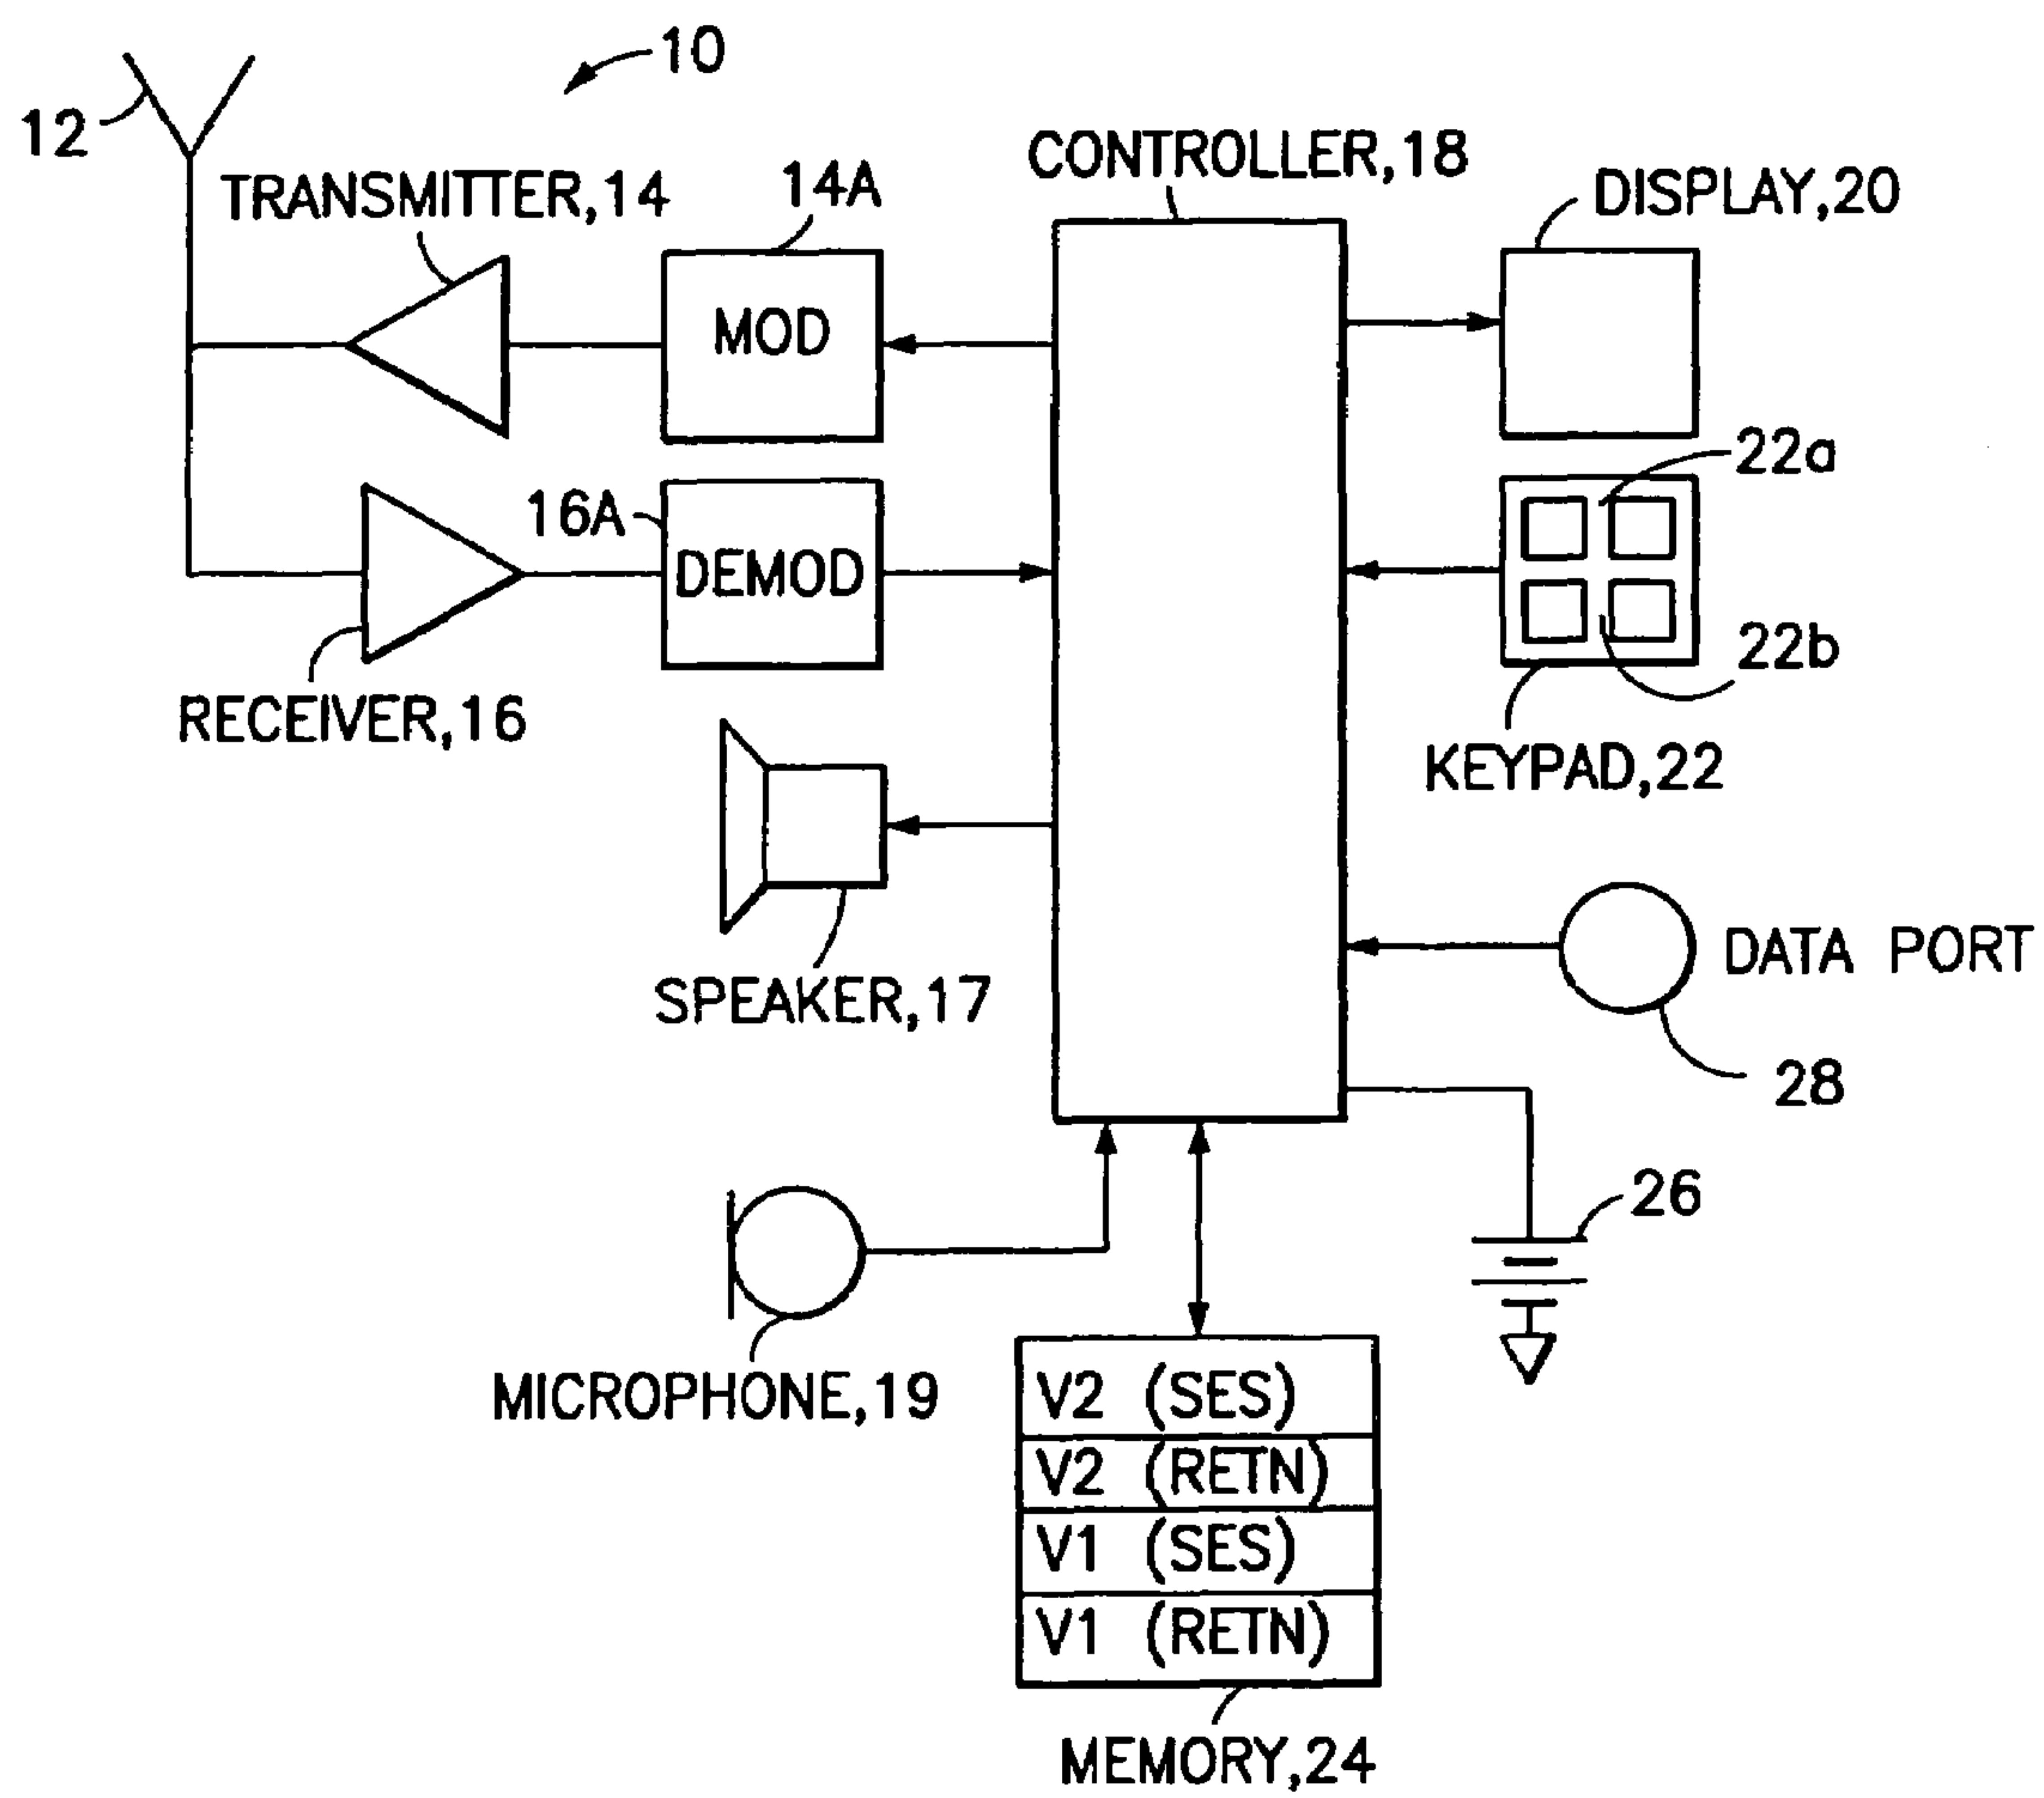 10
12
TRANSMITTER,14
14A
CONTROLLER,18
DISPLAY,20
MOD
22a
16A
DEMOD
22b
RECEIVER,16
KEYPAD,22
SPEAKER,17
DATA PORT
28
26
MICROPHONE,19
V2 (SES)
V2 (RETN)
V1 (SES)
V1 (RETN)
MEMORY,24